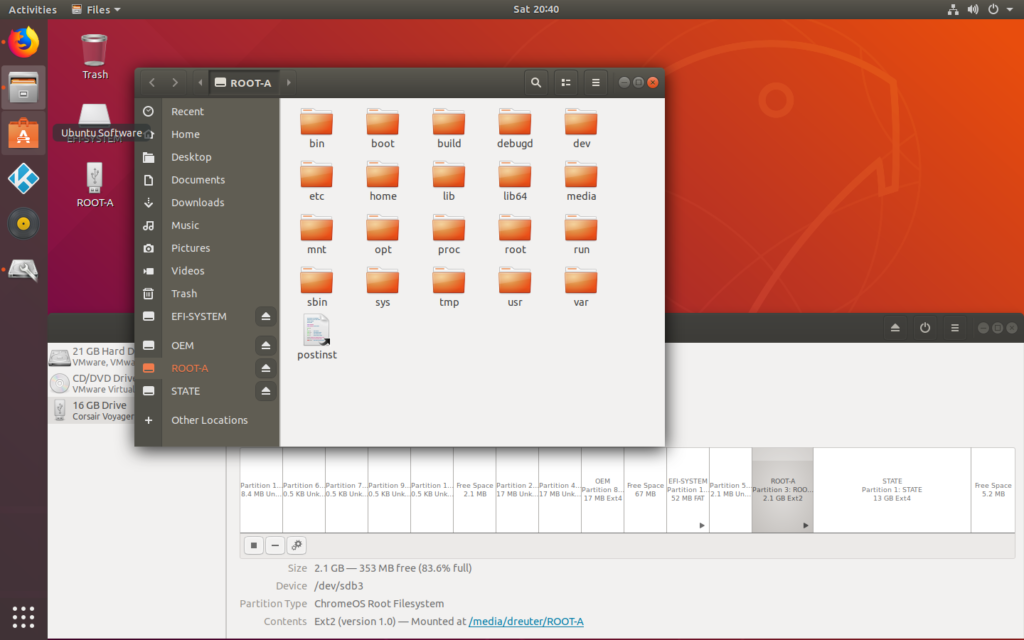 Activities
Files
Sat 20:40
Trash
Ubuntu Software
EFI-SYSTEM
ROOT-A
ROOT-A
Recent
Home
Desktop
Documents
Downloads
Music
Pictures
Videos
Trash
EFI-SYSTEM
OEM
ROOT-A
STATE
Other Locations
bin boot build debugd dev
etc home lib lib64 media
mnt opt proc root run
sbin sys tmp usr var
postinst
21 GB Hard D
VMware, VMwa
CD/DVD Drive
VMware Virtual
16 GB Drive
Corsair Voyager
Partition 1...
8.4 MB Un...
Partition 6...
0.5 KB Unk...
Partition 7...
0.5 KB Unk...
Partition 9...
0.5 KB Unk...
Partition 1...
0.5 KB Unk...
Free Space
2.1 MB
Partition 2...
17 MB Unk...
Partition 4...
17 MB Unk...
OEM
Partition 8...
17 MB Ext4
Free Space
67 MB
EFI-SYSTEM
Partition 1...
52 MB FAT
Partition 5...
2.1 MB Un...
ROOT-A
Partition 3: ROO...
2.1 GB Ext2
STATE
Partition 1: STATE
13 GB Ext4
Free Space
5.2 MB
Size 2.1 GB — 353 MB free (83.6% full)
Device /dev/sdb3
Partition Type ChromeOS Root Filesystem
Contents Ext2 (version 1.0) — Mounted at /media/dreuter/ROOT-A